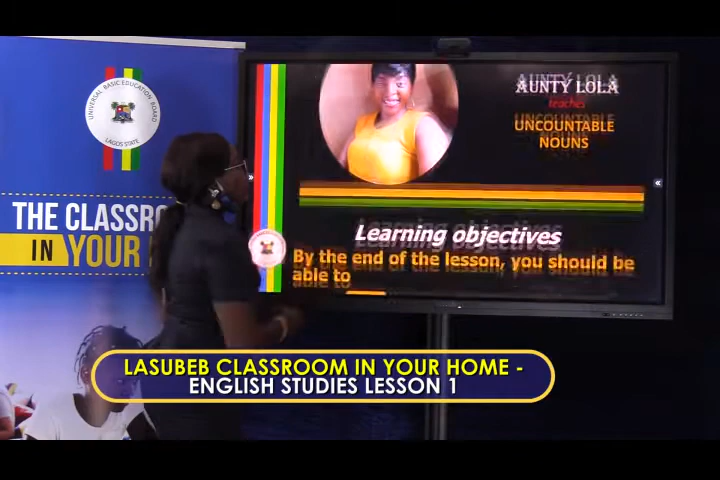 UNIVERSAL BASIC EDUCATION BOARD
LAGOS STATE
THE CLASSR
IN YOUR H
AUNTY LOLA
teaches
UNCOUNTABLE
NOUNS
Learning objectives
By the end of the lesson, you should be
able to
LASUBEB CLASSROOM IN YOUR HOME -
ENGLISH STUDIES LESSON 1